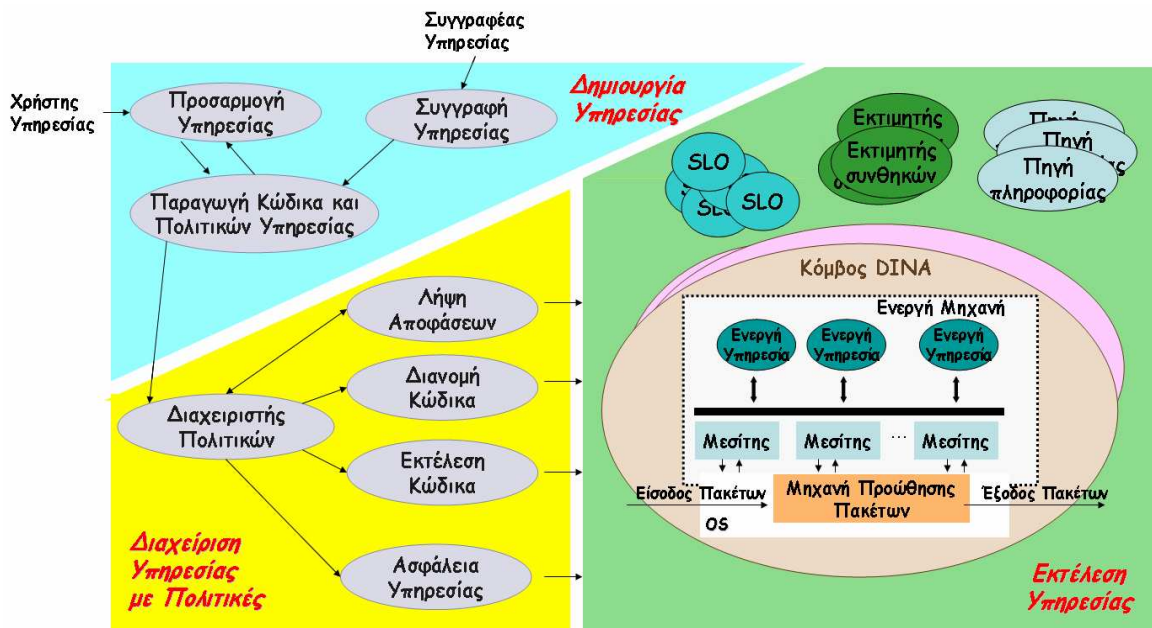 Συγγραφέας
Υπηρεσίας
Χρήστης
Υπηρεσίας
Προσαρμογή
Υπηρεσίας
Συγγραφή
Υπηρεσίας
Δημιουργία
Υπηρεσίας
Παραγωγή Κώδικα και
Πολιτικών Υπηρεσίας
Λήψη
Αποφάσεων
Διανομή
Κώδικα
Διαχειριστής
Πολιτικών
Εκτέλεση
Κώδικα
Ασφάλεια
Υπηρεσίας
Διαχείριση
Υπηρεσίας
με Πολιτικές
SLO
SLO
SLO
Εκτιμητής
Εκτιμητής
συνθηκών
Πηγή
Πηγή
Πηγή
πληροφορίας
Κόμβος DINA
Ενεργή Μηχανή
Ενεργή
Υπηρεσία
Ενεργή
Υπηρεσία
Ενεργή
Υπηρεσία
Μεσίτης
Μεσίτης
...
Μεσίτης
Είσοδος Πακέτων
Μηχανή Προώθησης
Πακέτων
Έξοδος Πακέτων
OS
Εκτέλεση
Υπηρεσίας